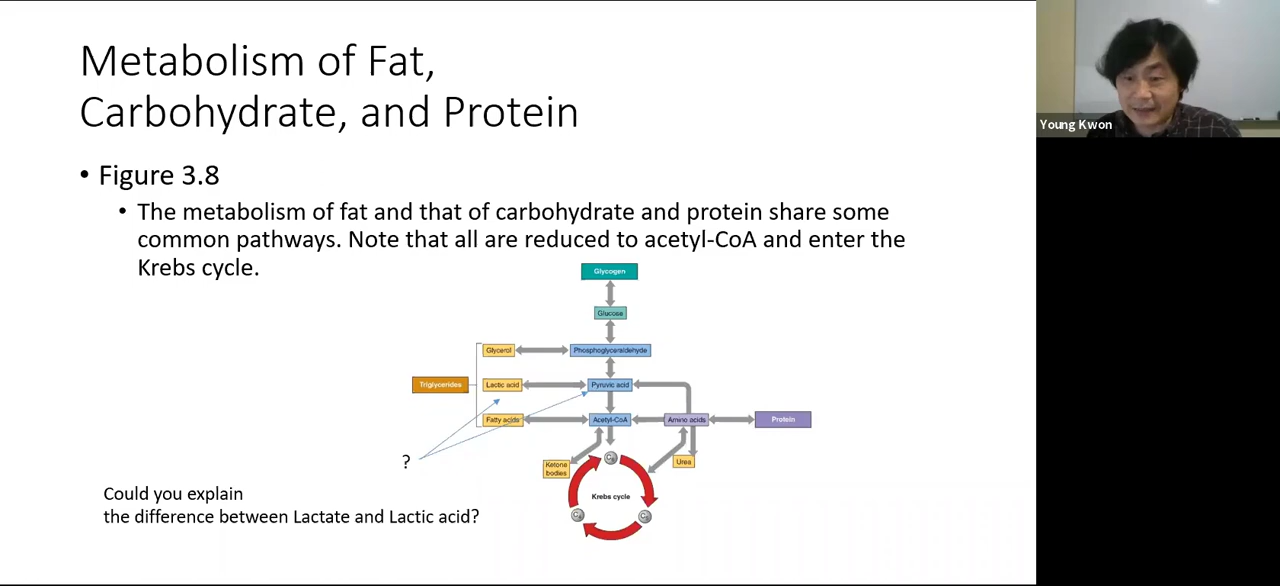 Metabolism of Fat,
Carbohydrate, and Protein
Young Kwon
• Figure 3.8
• The metabolism of fat and that of carbohydrate and protein share some
common pathways. Note that all are reduced to acetyl-CoA and enter the
Krebs cycle.
Glycogen
Glucose
Glycerol
Phosphoglyceraldehyde
Triglycerides
Lactic acid
Pyruvic acid
Fatty acids
Acetyl-CoA
Amino acids
Protein
?
Ketone
bodies
Urea
Krebs cycle
Could you explain
the difference between Lactate and Lactic acid?